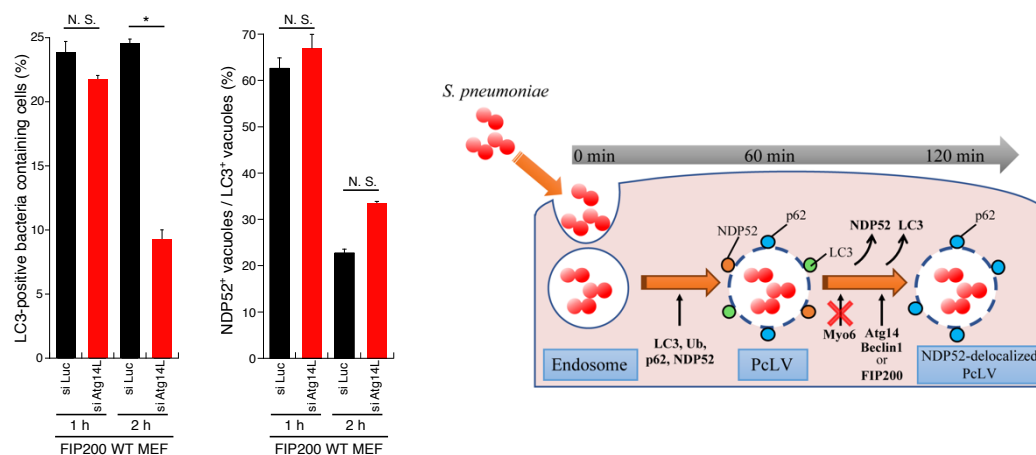 N. S.
*
LC3-positive bacteria containing cells (%)
25
20
15
10
5
0
si Luc
si Atg14L
si Luc
si Atg14L
1 h
2 h
FIP200 WT MEF
N. S.
N. S.
NDP52+ vacuoles / LC3+ vacuoles (%)
70
60
50
40
30
20
10
0
si Luc
si Atg14L
si Luc
si Atg14L
1 h
2 h
FIP200 WT MEF
S. pneumoniae
0 min
60 min
120 min
NDP52
p62
LC3
NDP52
LC3
p62
LC3, Ub,
p62, NDP52
Myo6
Atg14
Beclin1
or
FIP200
Endosome
PcLV
NDP52-delocalized
PcLV